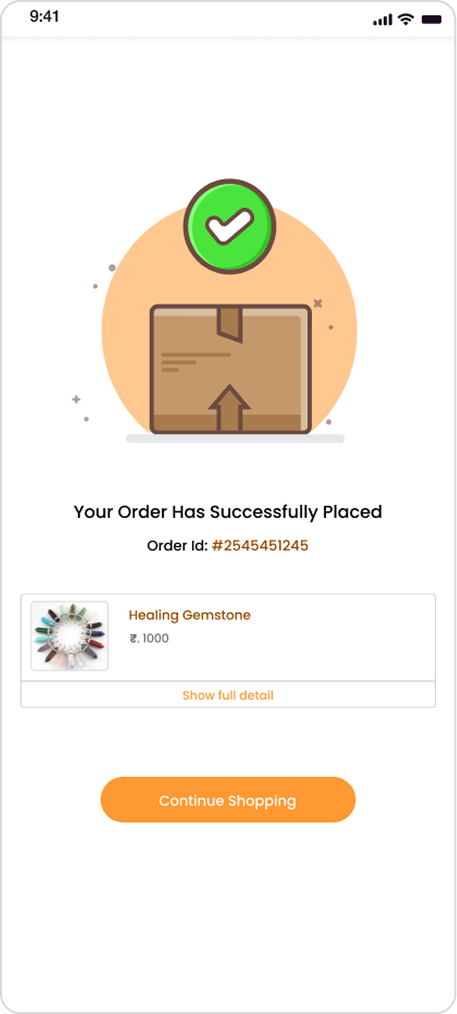 9:41
Your Order Has Successfully Placed
Order Id: #2545451245
Healing Gemstone
₹. 1000
Show full detail
Continue Shopping